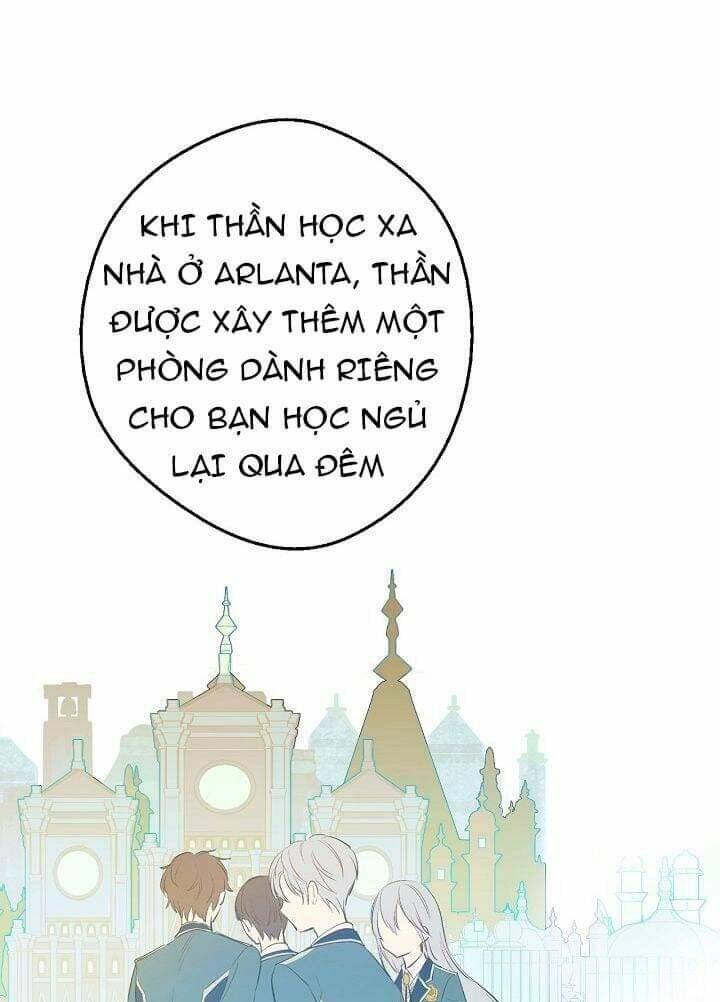 KHI THẦN HỌC XA
NHÀ Ở ARLANTA, THẦN
ĐƯỢC XÂY THÊM MỘT
PHÒNG DÀNH RIÊNG
CHO BẠN HỌC NGỦ
LẠI QUA ĐÊM